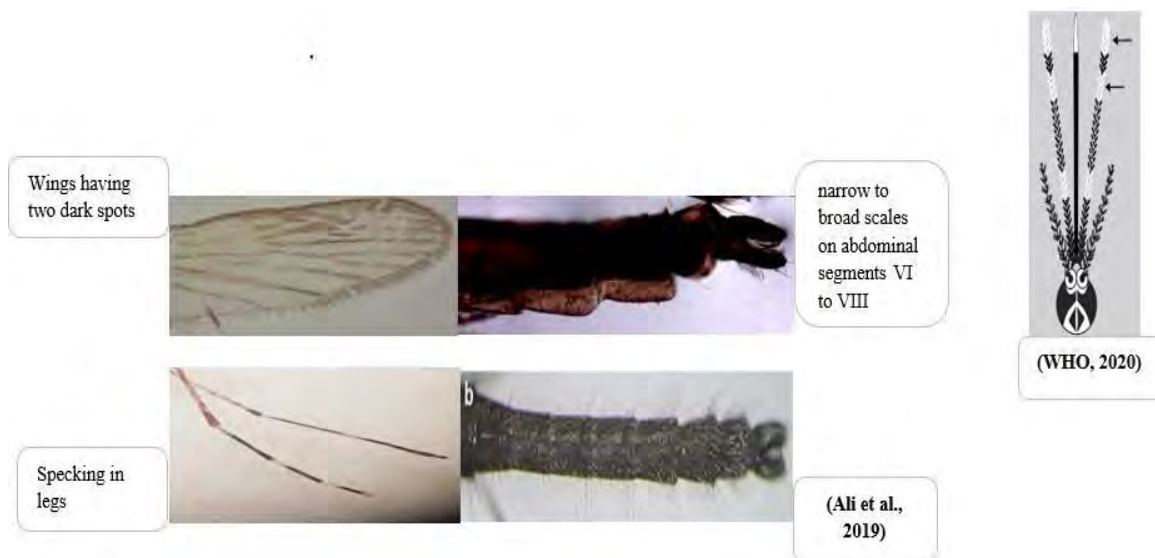 Wings having
two dark spots
narrow to
broad scales
on abdominal
segments VI
to VIII
(WHO, 2020)
b
Specking in
legs
(Ali et al.,
2019)